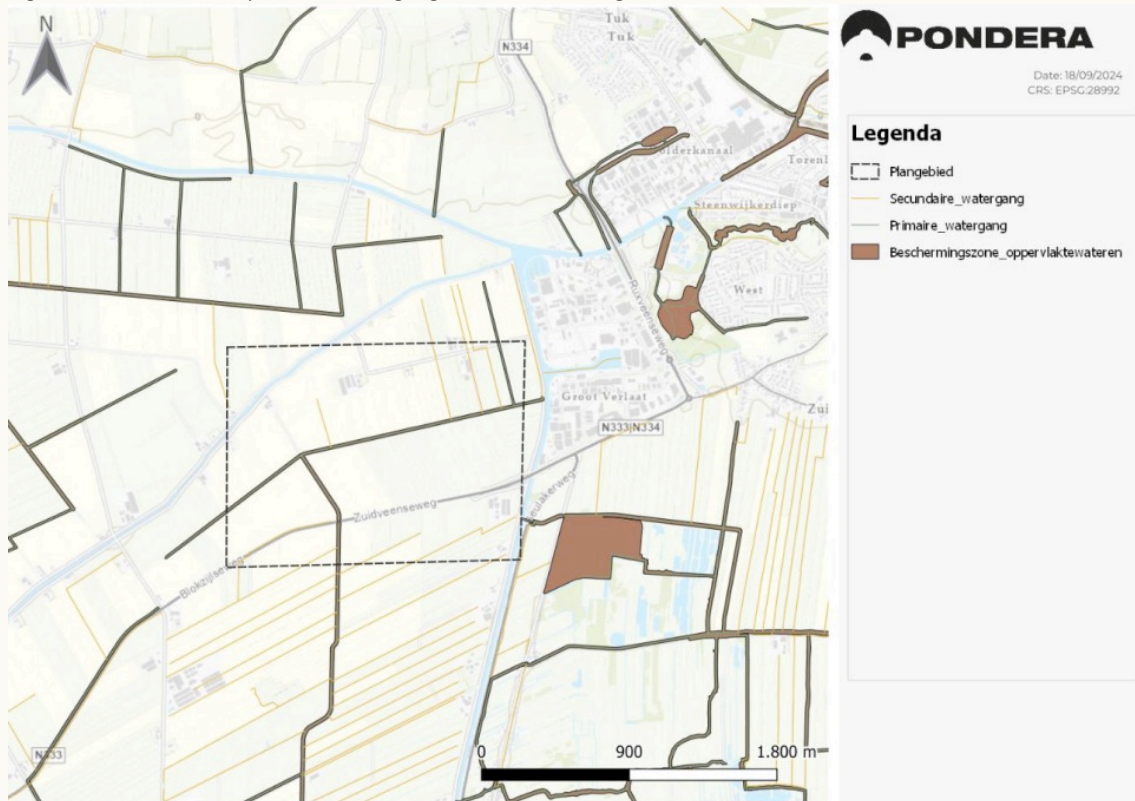 N
Tuk
Tuk
N334
olderkanaal
Torenl
Steenwijkerdiep
West
Groot Verlaat
Zui
N333|N334
Zuidveenseweg
Blokzijlseweg
N333
0 900 1.800 m
PONDERA
Date: 18/09/2024
CRS: EPSG:28992
Legenda
Plangebied
Secundaire_watergang
Primaire_watergang
Beschermingszone_oppervlaktewateren